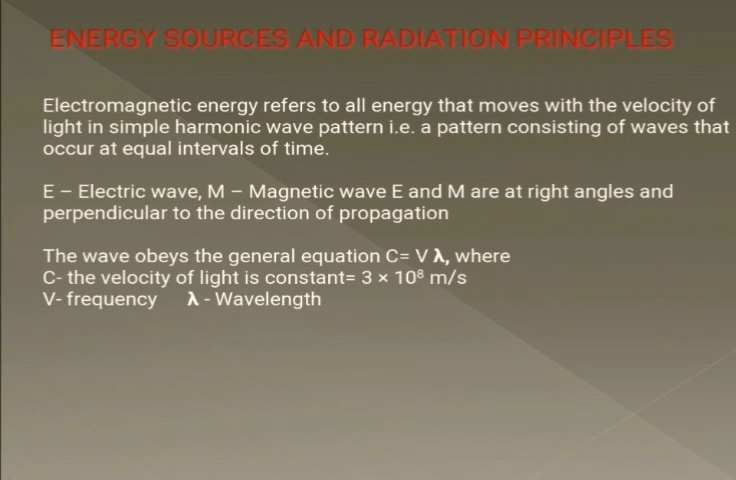 ENERGY SOURCES AND RADIATION PRINCIPLES
Electromagnetic energy refers to all energy that moves with the velocity of
light in simple harmonic wave pattern i.e. a pattern consisting of waves that
occur at equal intervals of time.
E – Electric wave, M – Magnetic wave E and M are at right angles and
perpendicular to the direction of propagation
The wave obeys the general equation C= V λ, where
C- the velocity of light is constant= 3 × 10⁸ m/s
V- frequency λ - Wavelength